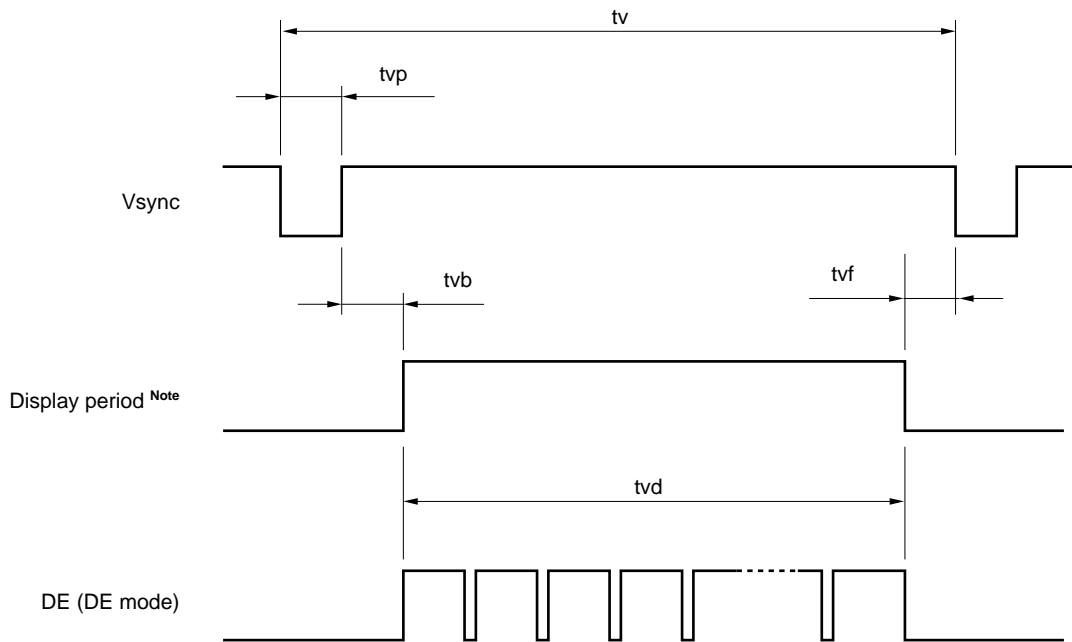 tv
tvp
Vsync
tvb
tvf
Display period Note
tvd
DE (DE mode)